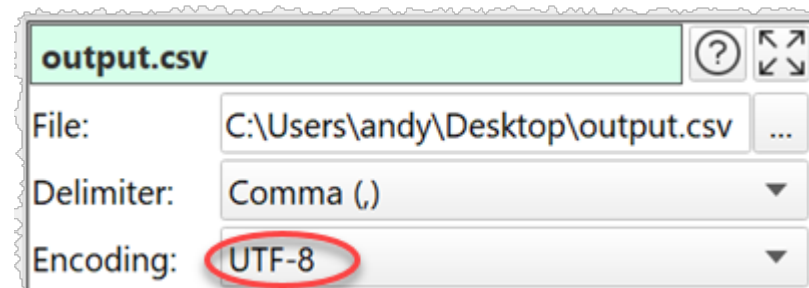 output.csv ?
File: C:\Users\andy\Desktop\output.csv ...
Delimiter: Comma (,)
Encoding: UTF-8